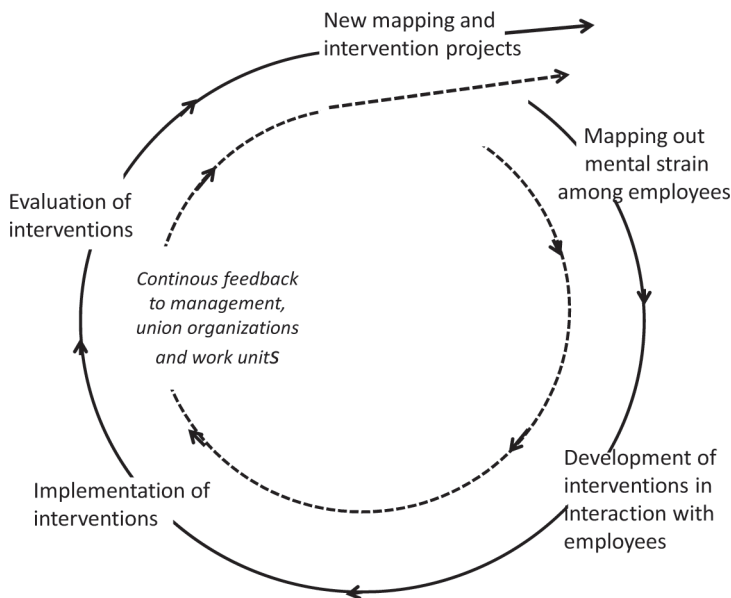 New mapping and
intervention projects
Mapping out
mental strain
among employees
Development of
interventions in
interaction with
employees
Implementation of
interventions
Evaluation of
interventions
Continous feedback
to management,
union organizations
and work units